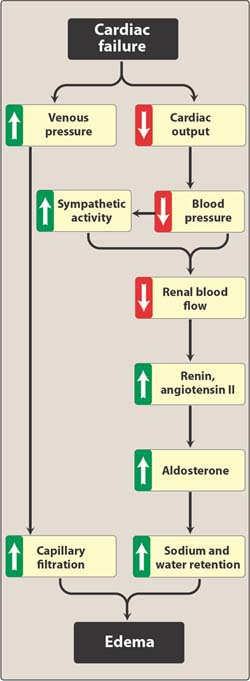 Cardiac
failure
Venous
pressure
Cardiac
output
Sympathetic
activity
Blood
pressure
Renal blood
flow
Renin,
angiotensin II
Aldosterone
Capillary
filtration
Sodium and
water retention
Edema